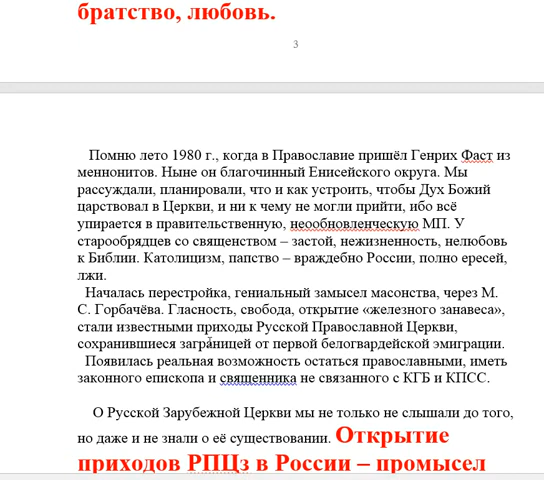 братство, любовь.
3
Помню лето 1980 г., когда в Православие пришёл Генрих Фаст из
меннонитов. Ныне он благочинный Енисейского округа. Мы
рассуждали, планировали, что и как устроить, чтобы Дух Божий
царствовал в Церкви, и ни к чему не могли прийти, ибо всё
упирается в правительственную, неообновленческую МП. У
старообрядцев со священством – застой, нежизненность, нелюбовь
к Библии. Католицизм, папство – враждебно России, полно ересей,
лжи.
Началась перестройка, гениальный замысел масонства, через М.
С. Горбачёва. Гласность, свобода, открытие «железного занавеса»,
стали известными приходы Русской Православной Церкви,
сохранившиеся заграницей от первой белогвардейской эмиграции.
Появилась реальная возможность остаться православными, иметь
законного епископа и священника не связанного с КГБ и КПСС.
О Русской Зарубежной Церкви мы не только не слышали до того,
но даже и не знали о её существовании. Открытие
приходов РПЦз в России – промысел